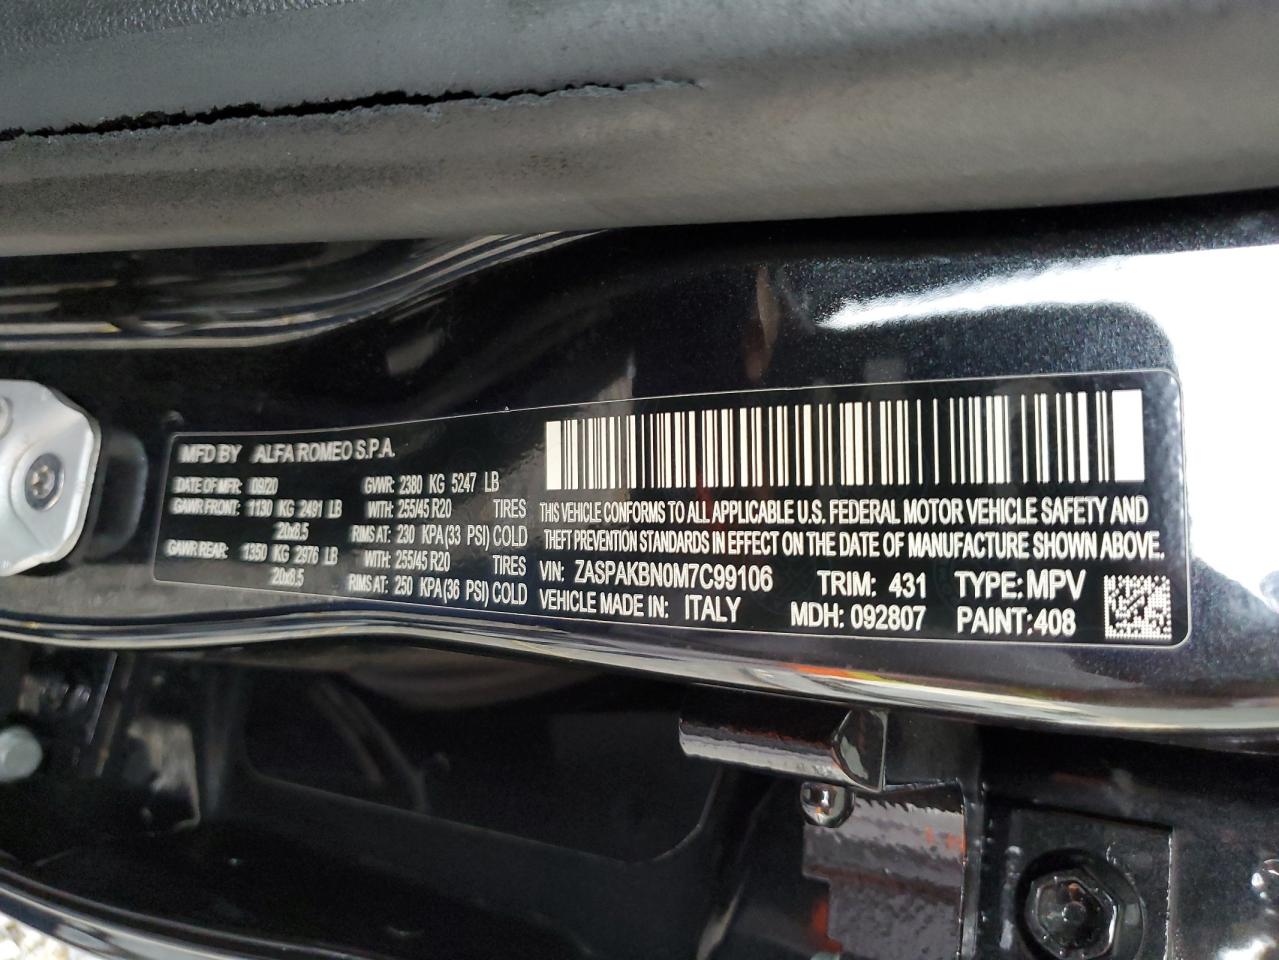 MFD BY ALFA ROMEO S.P.A.
DATE OF MFR: 09/20 GVWR: 2380 KG 5247 LB
GAWR FRONT: 1130 KG 2491 LB WITH: 255/45 R20 TIRES
20x8.5 RIMS AT: 230 KPA(33 PSI) COLD
GAWR REAR: 1350 KG 2976 LB WITH: 255/45 R20 TIRES
20x8.5 RIMS AT: 250 KPA(36 PSI) COLD
THIS VEHICLE CONFORMS TO ALL APPLICABLE U.S. FEDERAL MOTOR VEHICLE SAFETY AND
THEFT PREVENTION STANDARDS IN EFFECT ON THE DATE OF MANUFACTURE SHOWN ABOVE.
VIN: ZASPAKBN0M7C99106 TRIM: 431 TYPE: MPV
VEHICLE MADE IN: ITALY MDH: 092807 PAINT:408